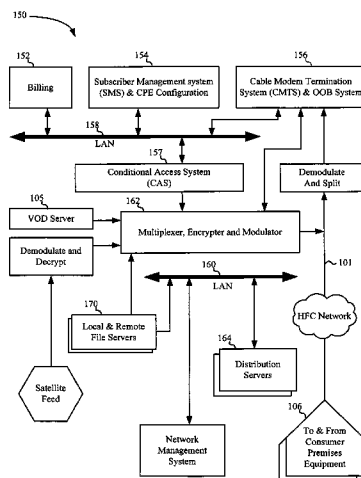 150
152
Billing
154
Subscriber Management system
(SMS) & CPE Configuration
156
Cable Modem Termination
System (CMTS) & OOB System
158
LAN
157
Conditional Access System
(CAS)
Demodulate
And Split
105
VOD Server
162
Multiplexer, Encrypter and Modulator
Demodulate and
Decrypt
160
LAN
101
HFC Network
170
Local & Remote
File Servers
164
Distribution
Servers
Satellite
Feed
Network
Management
System
106
To & From
Consumer
Premises
Equipment